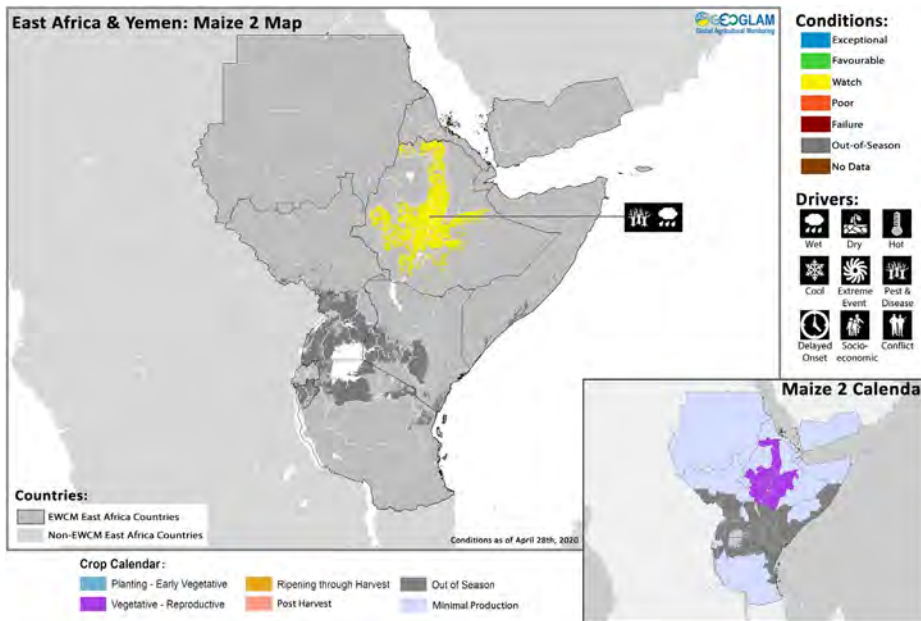 East Africa & Yemen: Maize 2 Map
GEOGLAM
Global Agricultural Monitoring
Conditions:
Exceptional
Favourable
Watch
Poor
Failure
Out-of-Season
No Data
Drivers:
Wet
Dry
Hot
Cool
Extreme
Event
Pest &
Disease
Delayed
Onset
Socio-
economic
Conflict
Maize 2 Calenda
Countries:
EWCM East Africa Countries
Non-EWCM East Africa Countries
Conditions as of April 28th, 2020
Crop Calendar:
Planting - Early Vegetative
Ripening through Harvest
Out of Season
Vegetative - Reproductive
Post Harvest
Minimal Production